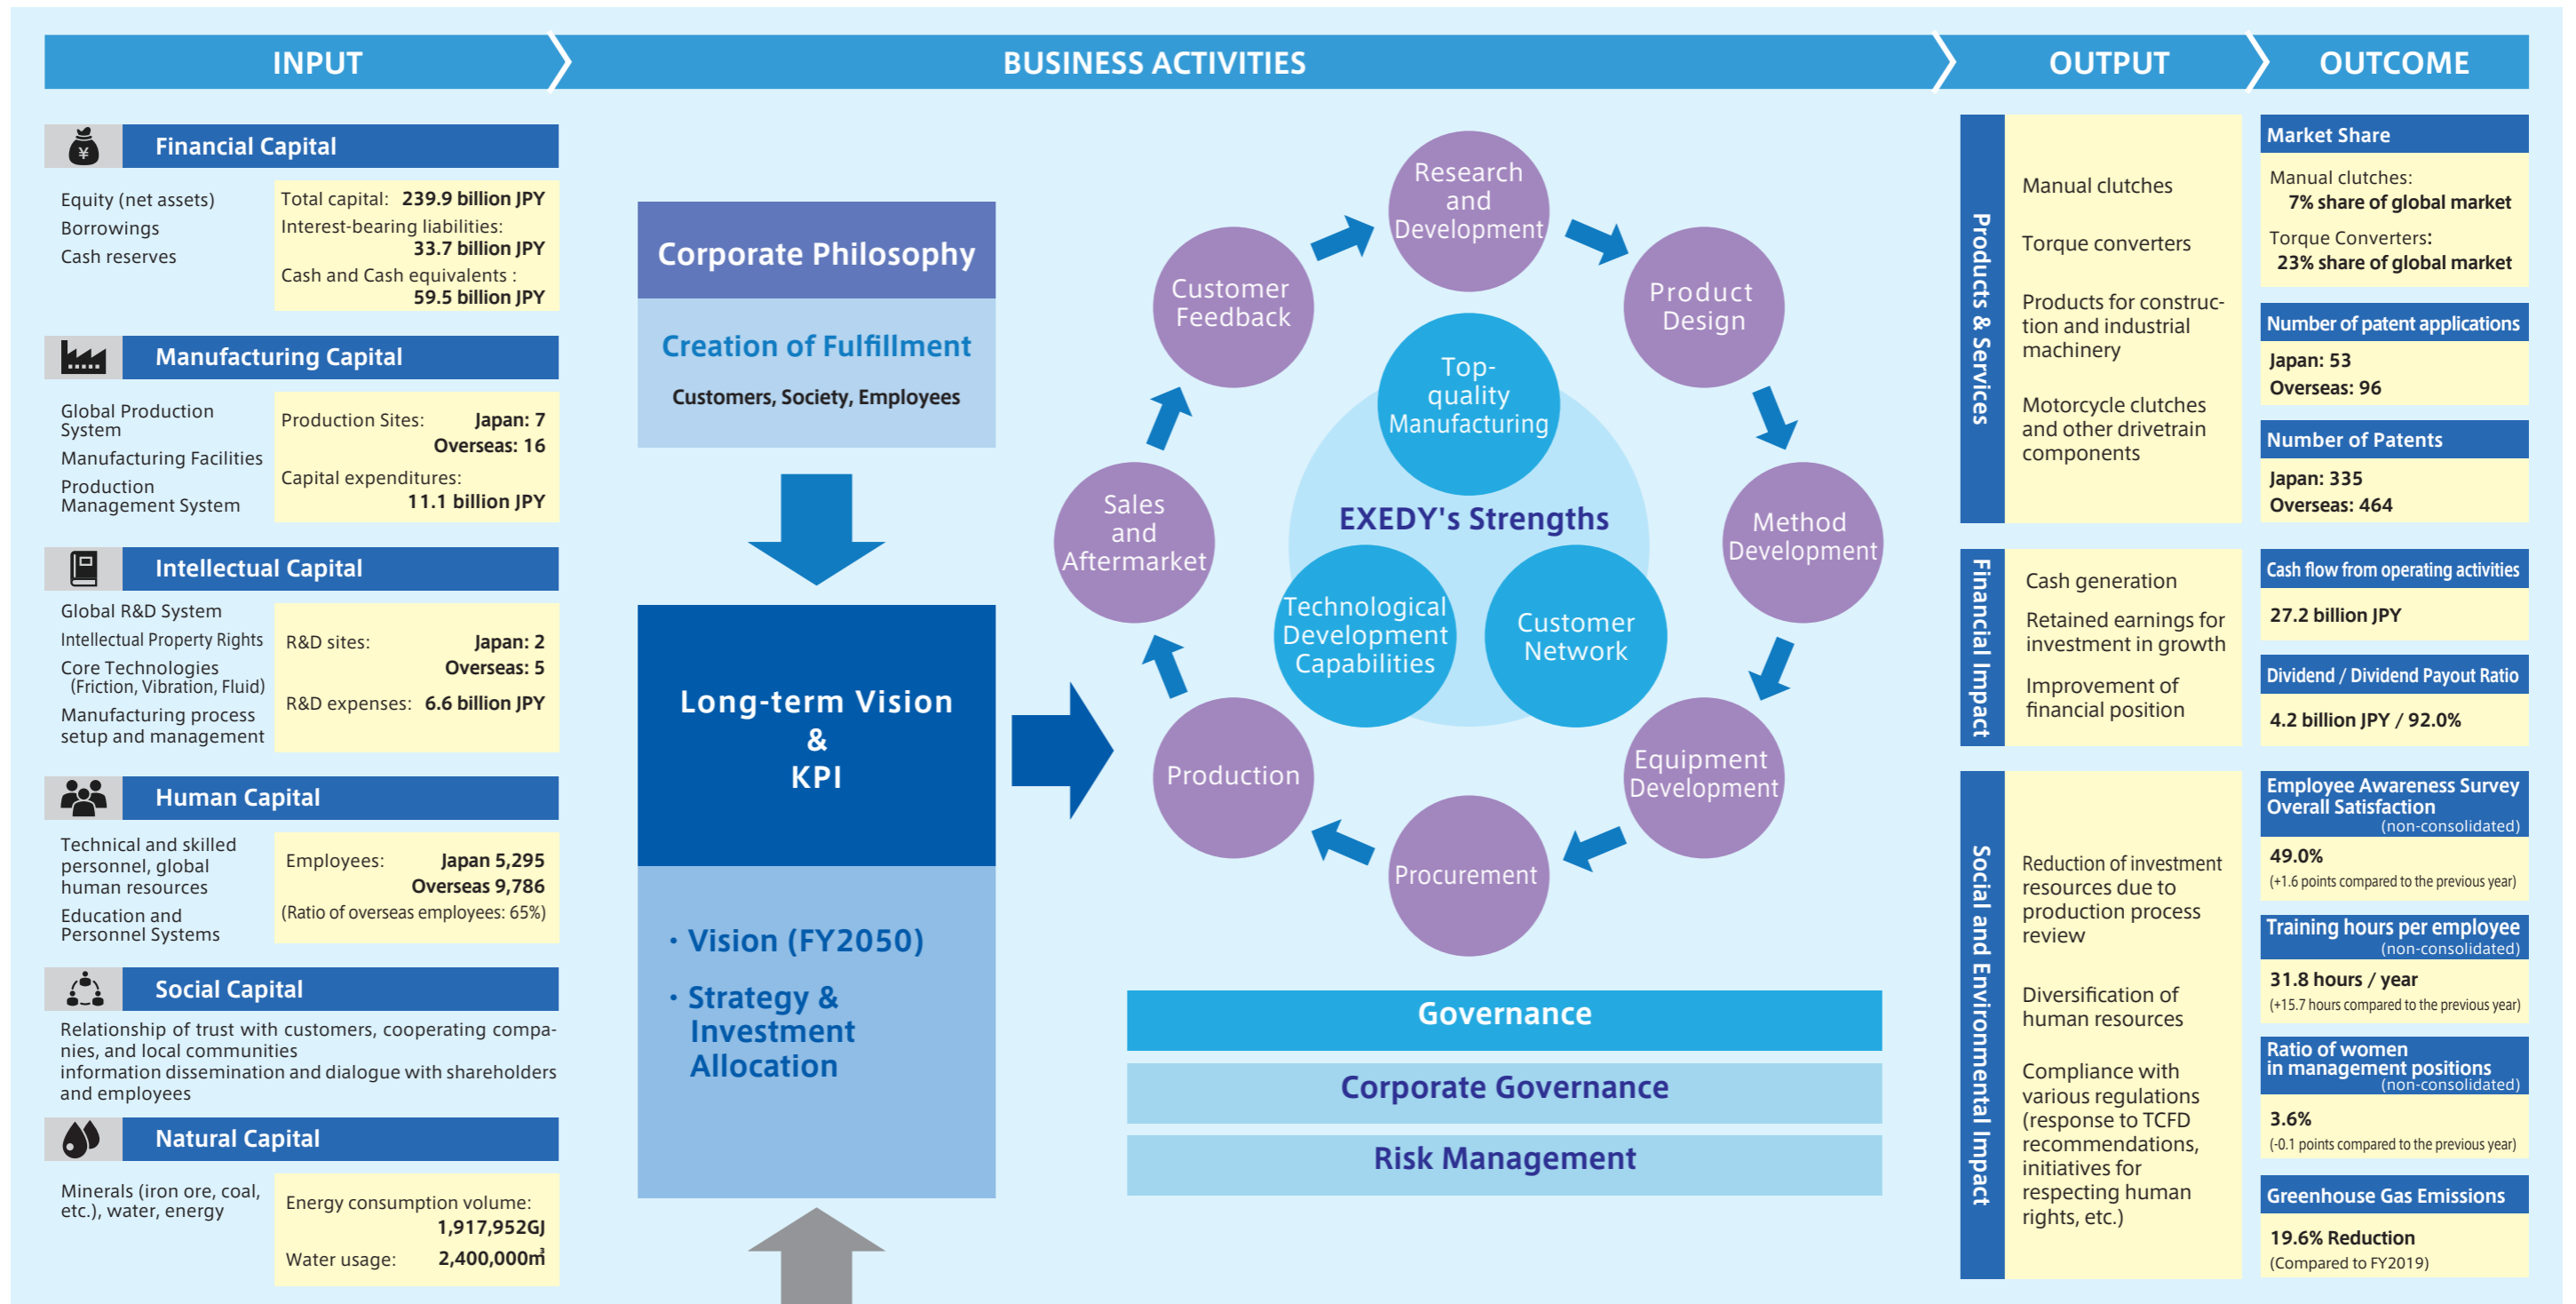 INPUT
BUSINESS ACTIVITIES
OUTPUT
OUTCOME
¥
Financial Capital
Equity (net assets)
Borrowings
Cash reserves
Total capital: 239.9 billion JPY
Interest-bearing liabilities:
33.7 billion JPY
Cash and Cash equivalents :
59.5 billion JPY
Manufacturing Capital
Global Production
System
Manufacturing Facilities
Production
Management System
Production Sites: Japan: 7
Overseas: 16
Capital expenditures:
11.1 billion JPY
Intellectual Capital
Global R&D System
Intellectual Property Rights
Core Technologies
(Friction, Vibration, Fluid)
Manufacturing process
setup and management
R&D sites: Japan: 2
Overseas: 5
R&D expenses: 6.6 billion JPY
Human Capital
Technical and skilled
personnel, global
human resources
Education and
Personnel Systems
Employees: Japan 5,295
Overseas 9,786
(Ratio of overseas employees: 65%)
Social Capital
Relationship of trust with customers, cooperating compa-
nies, and local communities
information dissemination and dialogue with shareholders
and employees
Natural Capital
Minerals (iron ore, coal,
etc.), water, energy
Energy consumption volume:
1,917,952GJ
Water usage: 2,400,000㎥
Corporate Philosophy
Creation of Fulfillment
Customers, Society, Employees
Long-term Vision
&
KPI
・Vision (FY2050)
・Strategy &
Investment
Allocation
Research
and
Development
Product
Design
Method
Development
Equipment
Development
Procurement
Production
Sales
and
Aftermarket
Customer
Feedback
Top-
quality
Manufacturing
EXEDY's Strengths
Technological
Development
Capabilities
Customer
Network
Governance
Corporate Governance
Risk Management
Products & Services
Manual clutches
Torque converters
Products for construc-
tion and industrial
machinery
Motorcycle clutches
and other drivetrain
components
Financial Impact
Cash generation
Retained earnings for
investment in growth
Improvement of
financial position
Social and Environmental Impact
Reduction of investment
resources due to
production process
review
Diversification of
human resources
Compliance with
various regulations
(response to TCFD
recommendations,
initiatives for
respecting human
rights, etc.)
Market Share
Manual clutches:
7% share of global market
Torque Converters:
23% share of global market
Number of patent applications
Japan: 53
Overseas: 96
Number of Patents
Japan: 335
Overseas: 464
Cash flow from operating activities
27.2 billion JPY
Dividend / Dividend Payout Ratio
4.2 billion JPY / 92.0%
Employee Awareness Survey
Overall Satisfaction
(non-consolidated)
49.0%
(+1.6 points compared to the previous year)
Training hours per employee
(non-consolidated)
31.8 hours / year
(+15.7 hours compared to the previous year)
Ratio of women
in management positions
(non-consolidated)
3.6%
(-0.1 points compared to the previous year)
Greenhouse Gas Emissions
19.6% Reduction
(Compared to FY2019)